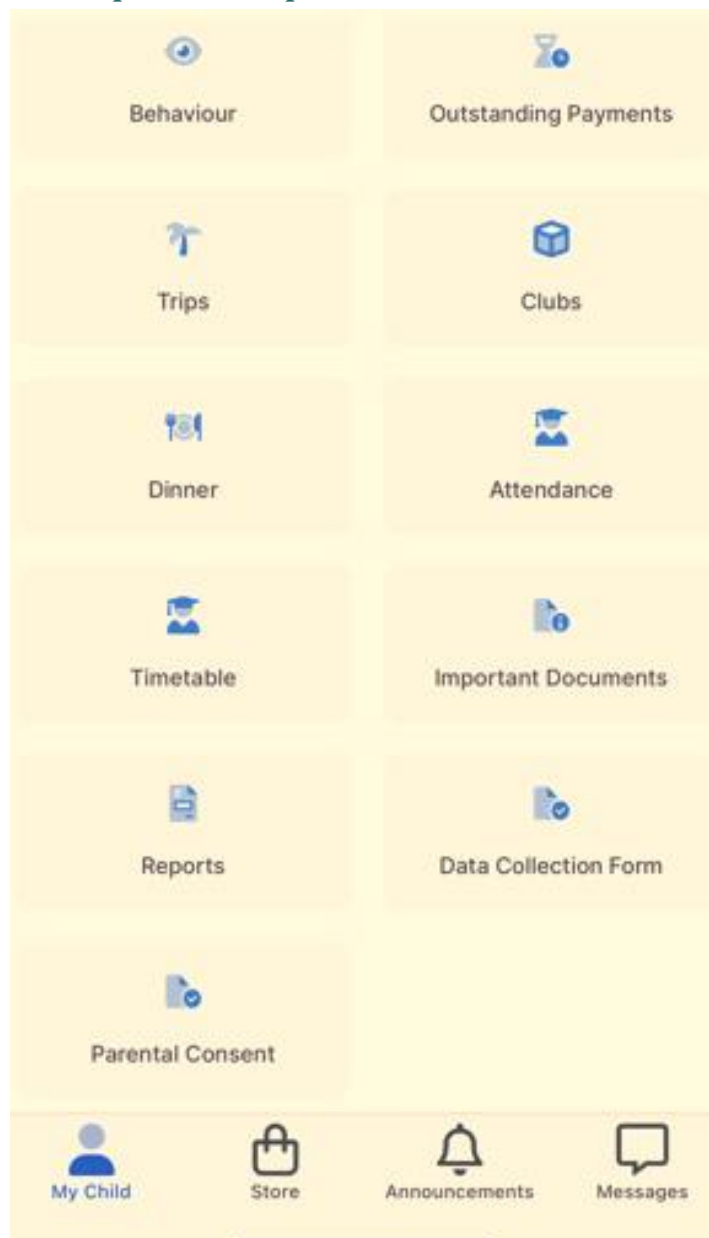 Behaviour
Outstanding Payments
Trips
Clubs
Dinner
Attendance
Timetable
Important Documents
Reports
Data Collection Form
Parental Consent
My Child
Store
Announcements
Messages